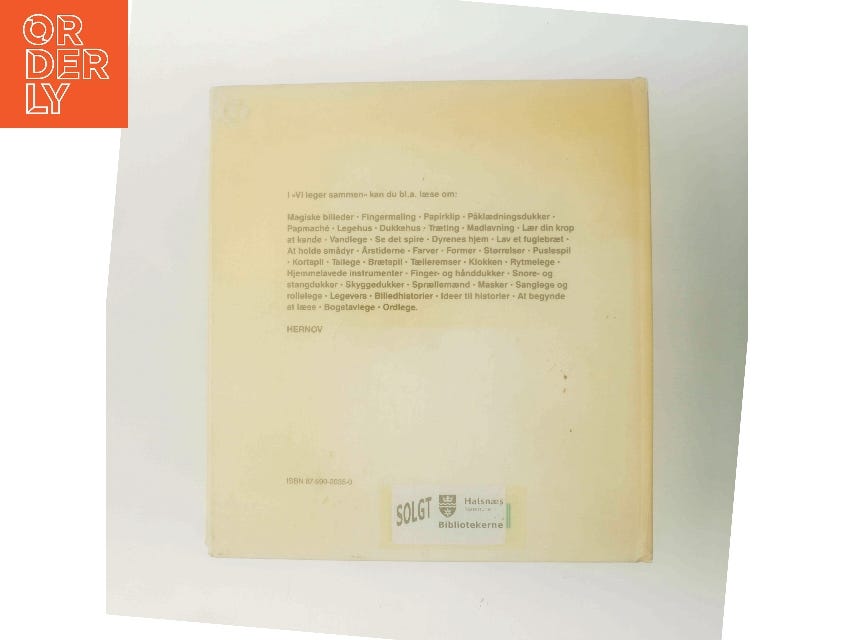 OR
DER
LY
I »Vi leger sammen« kan du bl.a. læse om:
Magiske billeder · Fingermaling · Papirklip · Påklædningsdukker ·
Papmaché · Legehus · Dukkehus · Træting · Madlavning · Lær din krop
at kende · Vandlege · Se det spire · Dyrenes hjem · Lav et fuglebræt ·
At holde smådyr · Årstiderne · Farver · Former · Størrelser · Puslespil
· Kortspil · Tallege · Brætspil · Tælleremser · Klokken · Rytmelege ·
Hjemmelavede instrumenter · Finger- og hånddukker · Snore- og
stangdukker · Skyggedukker · Sprællemænd · Masker · Sanglege og
rollelege · Legevers · Billedhistorier · Ideer til historier · At begynde
at læse · Bogstavlege · Ordlege.
HERNOV
ISBN
SOLGT
Halsnæs
Kommune
Bibliotekerne